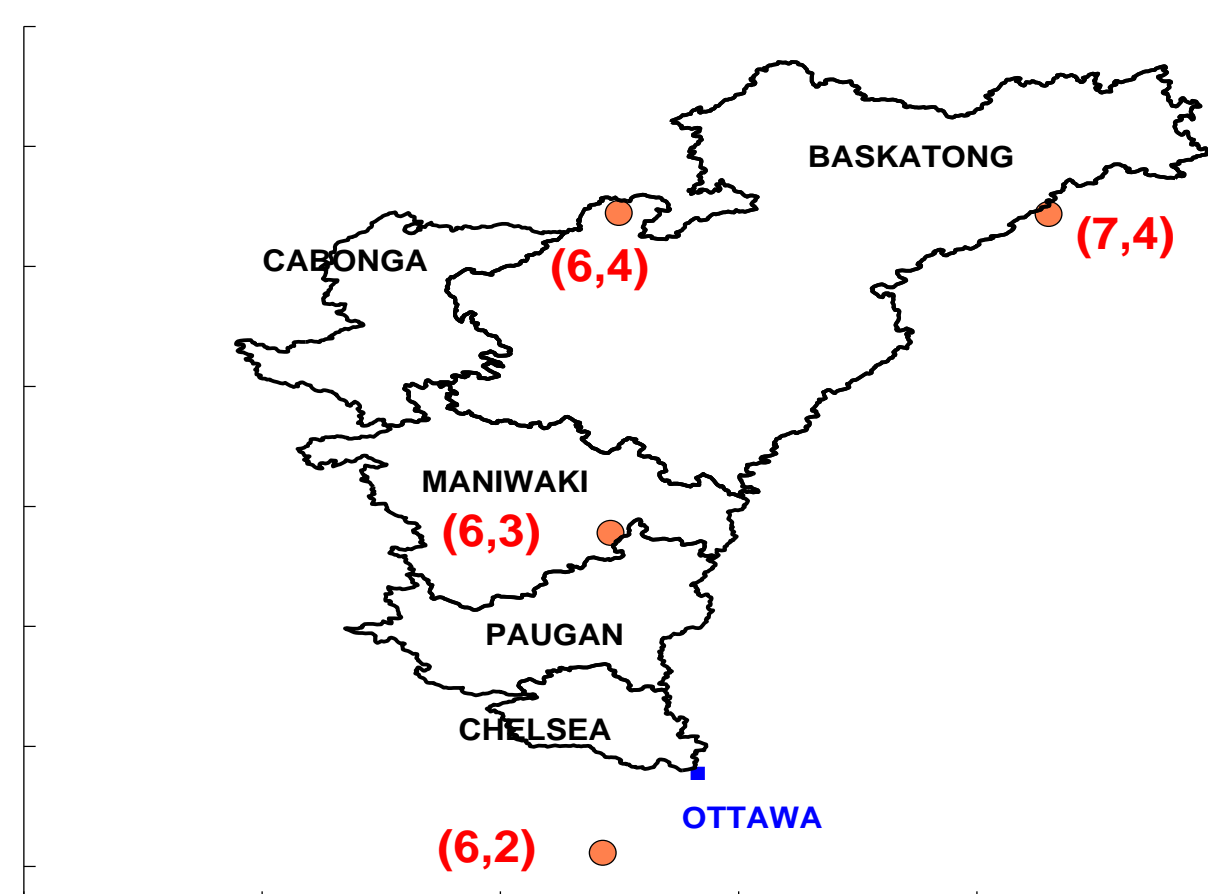 BASKATONG
(7,4)
CABONGA
(6,4)
MANIWAKI
(6,3)
PAUGAN
CHELSEA
OTTAWA
(6,2)